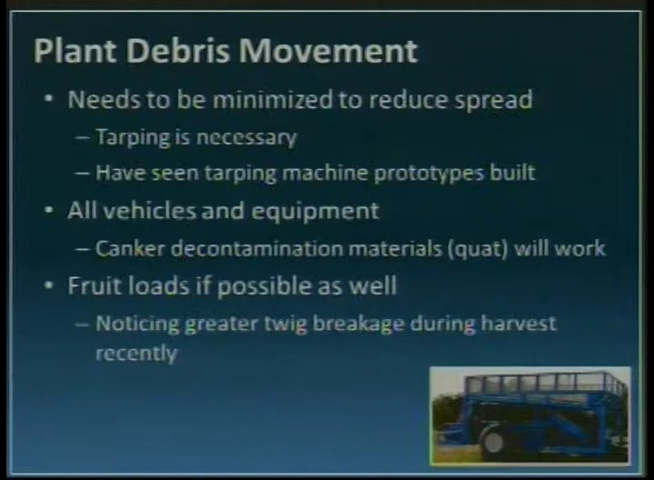 Plant Debris Movement
• Needs to be minimized to reduce spread
– Tarping is necessary
– Have seen tarping machine prototypes built
• All vehicles and equipment
– Canker decontamination materials (quat) will work
• Fruit loads if possible as well
– Noticing greater twig breakage during harvest
recently